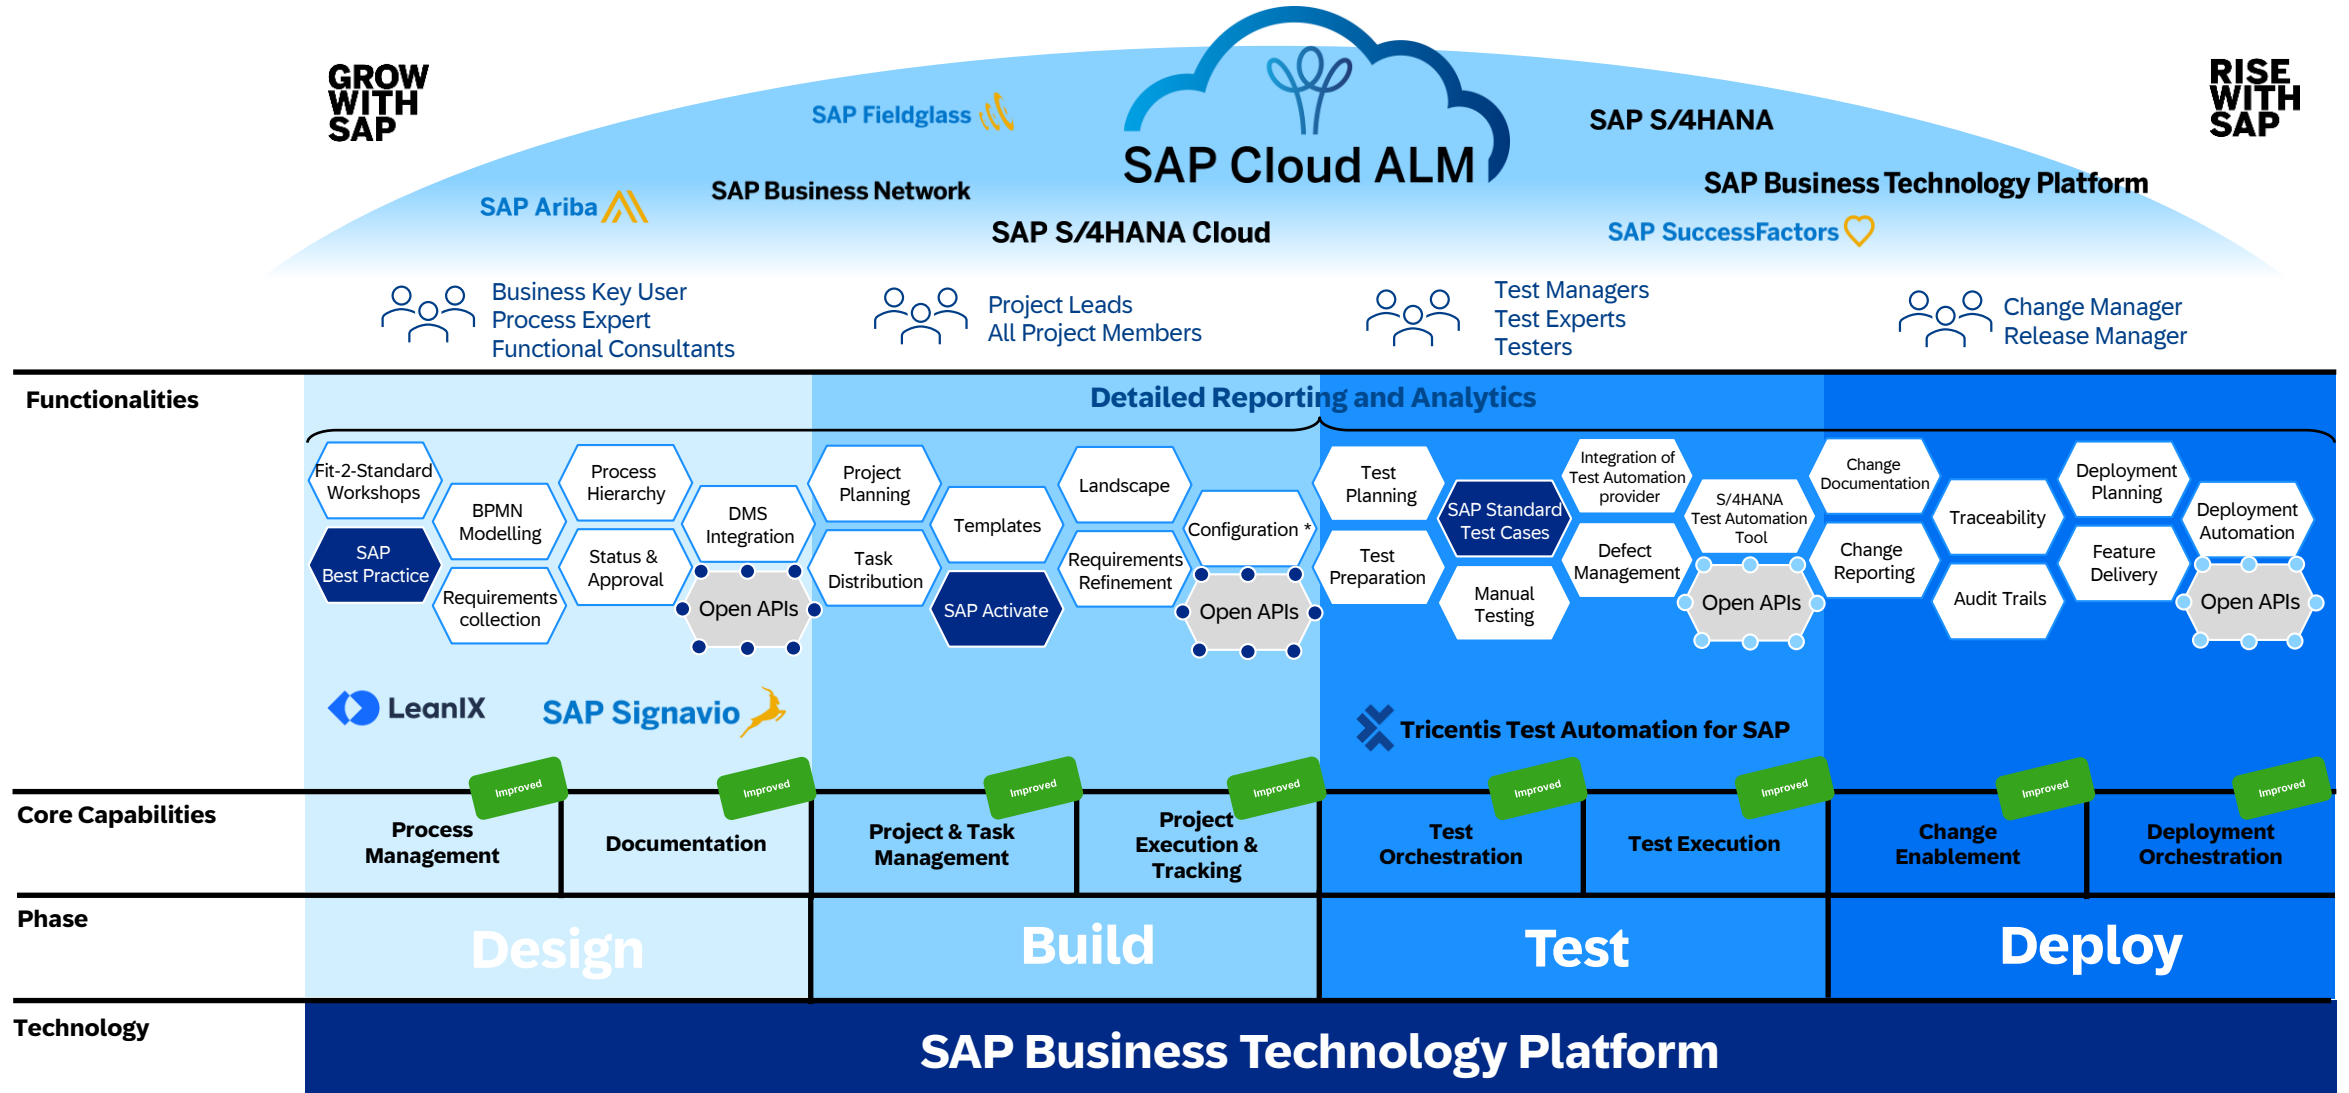 GROW
WITH
SAP
RISE
WITH
SAP
SAP Fieldglass
SAP Cloud ALM
SAP S/4HANA
SAP Ariba
SAP Business Network
SAP Business Technology Platform
SAP S/4HANA Cloud
SAP SuccessFactors
Business Key User
Process Expert
Functional Consultants
Project Leads
All Project Members
Test Managers
Test Experts
Testers
Change Manager
Release Manager
Functionalities
Detailed Reporting and Analytics
Fit-2-Standard
Workshops
SAP
Best Practice
BPMN
Modelling
Requirements
collection
Process
Hierarchy
Status &
Approval
DMS
Integration
Open APIs
Project
Planning
Task
Distribution
Templates
SAP Activate
Landscape
Requirements
Refinement
Configuration *
Open APIs
Test
Planning
Test
Preparation
SAP Standard
Test Cases
Manual
Testing
Integration of
Test Automation
provider
Defect
Management
S/4HANA
Test Automation
Tool
Open APIs
Change
Documentation
Change
Reporting
Traceability
Audit Trails
Deployment
Planning
Feature
Delivery
Deployment
Automation
Open APIs
LeanIX
SAP Signavio
Tricentis Test Automation for SAP
Core Capabilities
Improved
Improved
Improved
Improved
Improved
Improved
Improved
Improved
Process
Management
Documentation
Project & Task
Management
Project
Execution &
Tracking
Test
Orchestration
Test Execution
Change
Enablement
Deployment
Orchestration
Phase
Design
Build
Test
Deploy
Technology
SAP Business Technology Platform